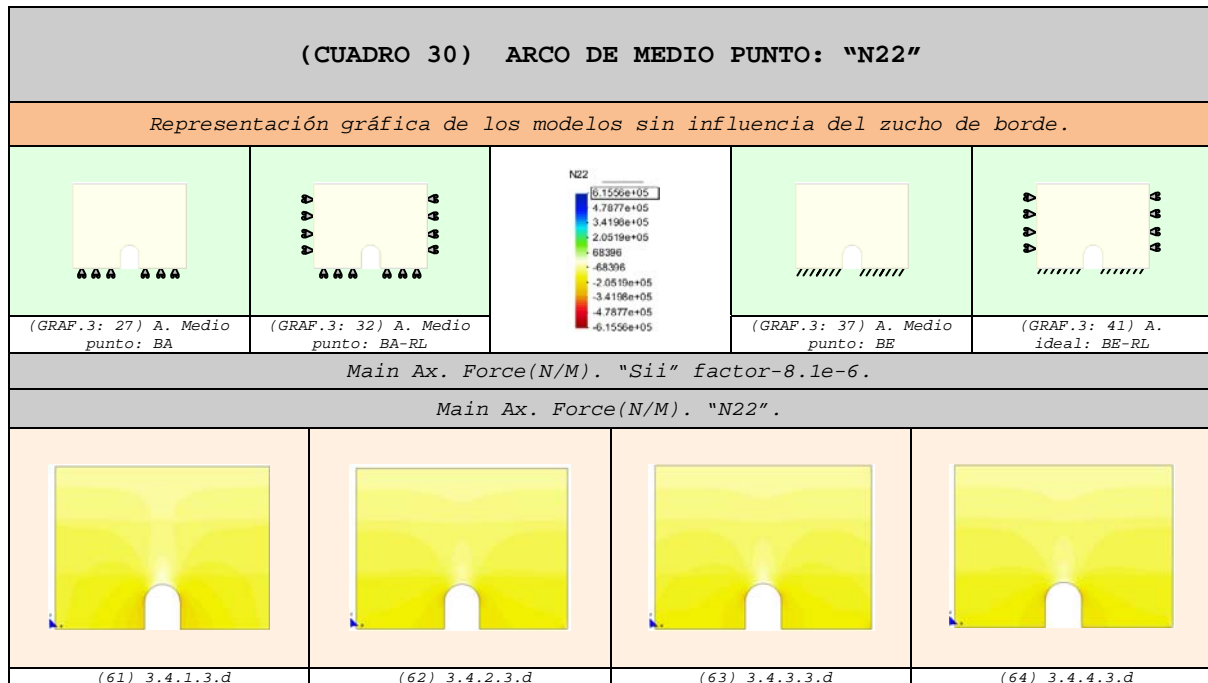 (CUADRO 30) ARCO DE MEDIO PUNTO: “N22”
Representación gráfica de los modelos sin influencia del zucho de borde.
N22
6.1556e+05
4.7877e+05
3.4198e+05
2.0519e+05
68396
-68396
-2.0519e+05
-3.4198e+05
-4.7877e+05
-6.1556e+05
(GRAF.3: 27) A. Medio
punto: BA
(GRAF.3: 32) A. Medio
punto: BA-RL
(GRAF.3: 37) A. Medio
punto: BE
(GRAF.3: 41) A.
ideal: BE-RL
Main Ax. Force(N/M). “Sii” factor-8.1e-6.
Main Ax. Force(N/M). “N22”.
(61) 3.4.1.3.d
(62) 3.4.2.3.d
(63) 3.4.3.3.d
(64) 3.4.4.3.d